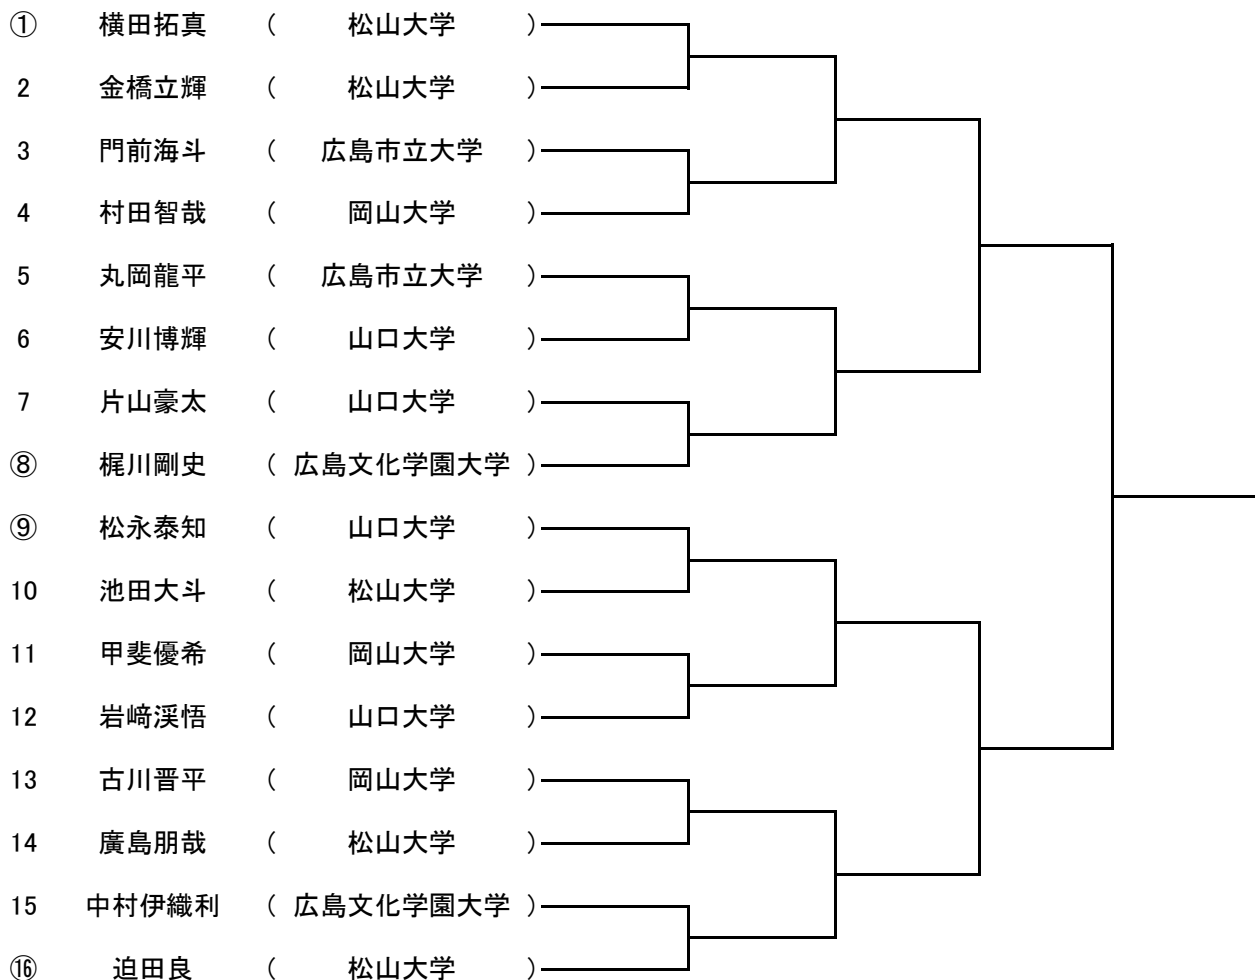 ① 横田拓真 ( 松山大学 )
2 金橋立輝 ( 松山大学 )
3 門前海斗 ( 広島市立大学 )
4 村田智哉 ( 岡山大学 )
5 丸岡龍平 ( 広島市立大学 )
6 安川博輝 ( 山口大学 )
7 片山豪太 ( 山口大学 )
⑧ 梶川剛史 ( 広島文化学園大学 )
⑨ 松永泰知 ( 山口大学 )
10 池田大斗 ( 松山大学 )
11 甲斐優希 ( 岡山大学 )
12 岩﨑渓悟 ( 山口大学 )
13 古川晋平 ( 岡山大学 )
14 廣島朋哉 ( 松山大学 )
15 中村伊織利 ( 広島文化学園大学 )
⑯ 迫田良 ( 松山大学 )